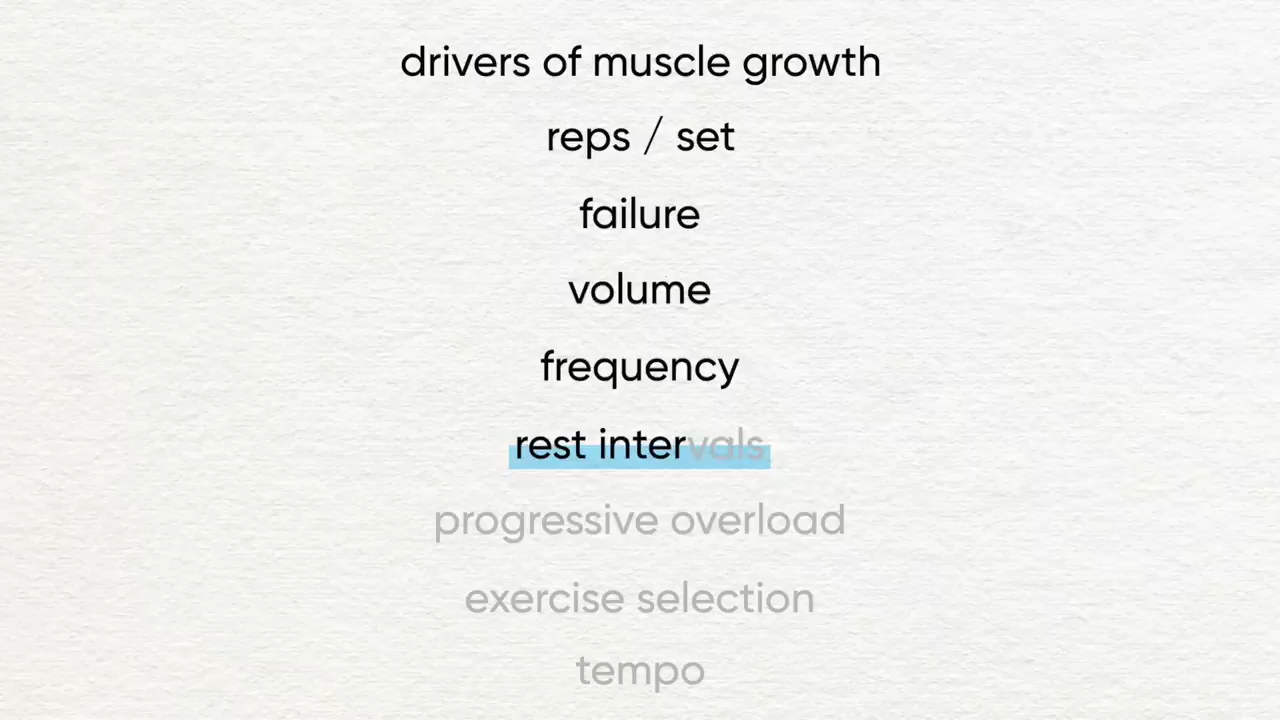 drivers of muscle growth
reps / set
failure
volume
frequency
rest intervals
progressive overload
exercise selection
tempo